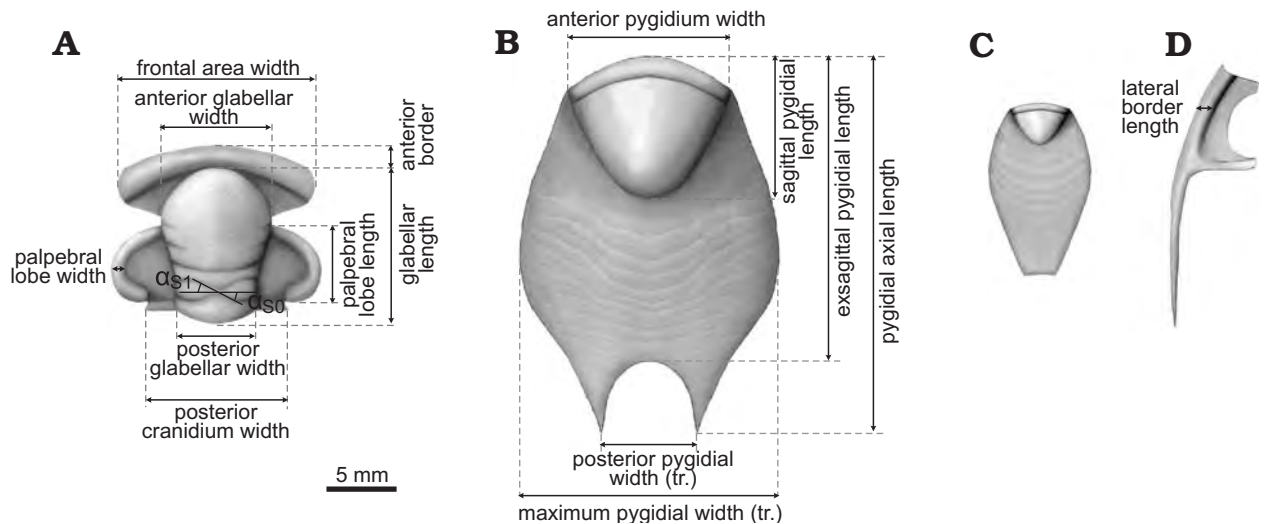 A
frontal area width
anterior glabellar
width
anterior border
palpebral
lobe width
αS1
αS0
palpebral
lobe length
glabellar
length
posterior
glabellar width
posterior
cranidium width
5 mm
B
anterior pygidium width
sagittal pygidial
length
exsagittal pygidial length
pygidial axial length
posterior pygidial
width (tr.)
maximum pygidial width (tr.)
C
D
lateral
border
length